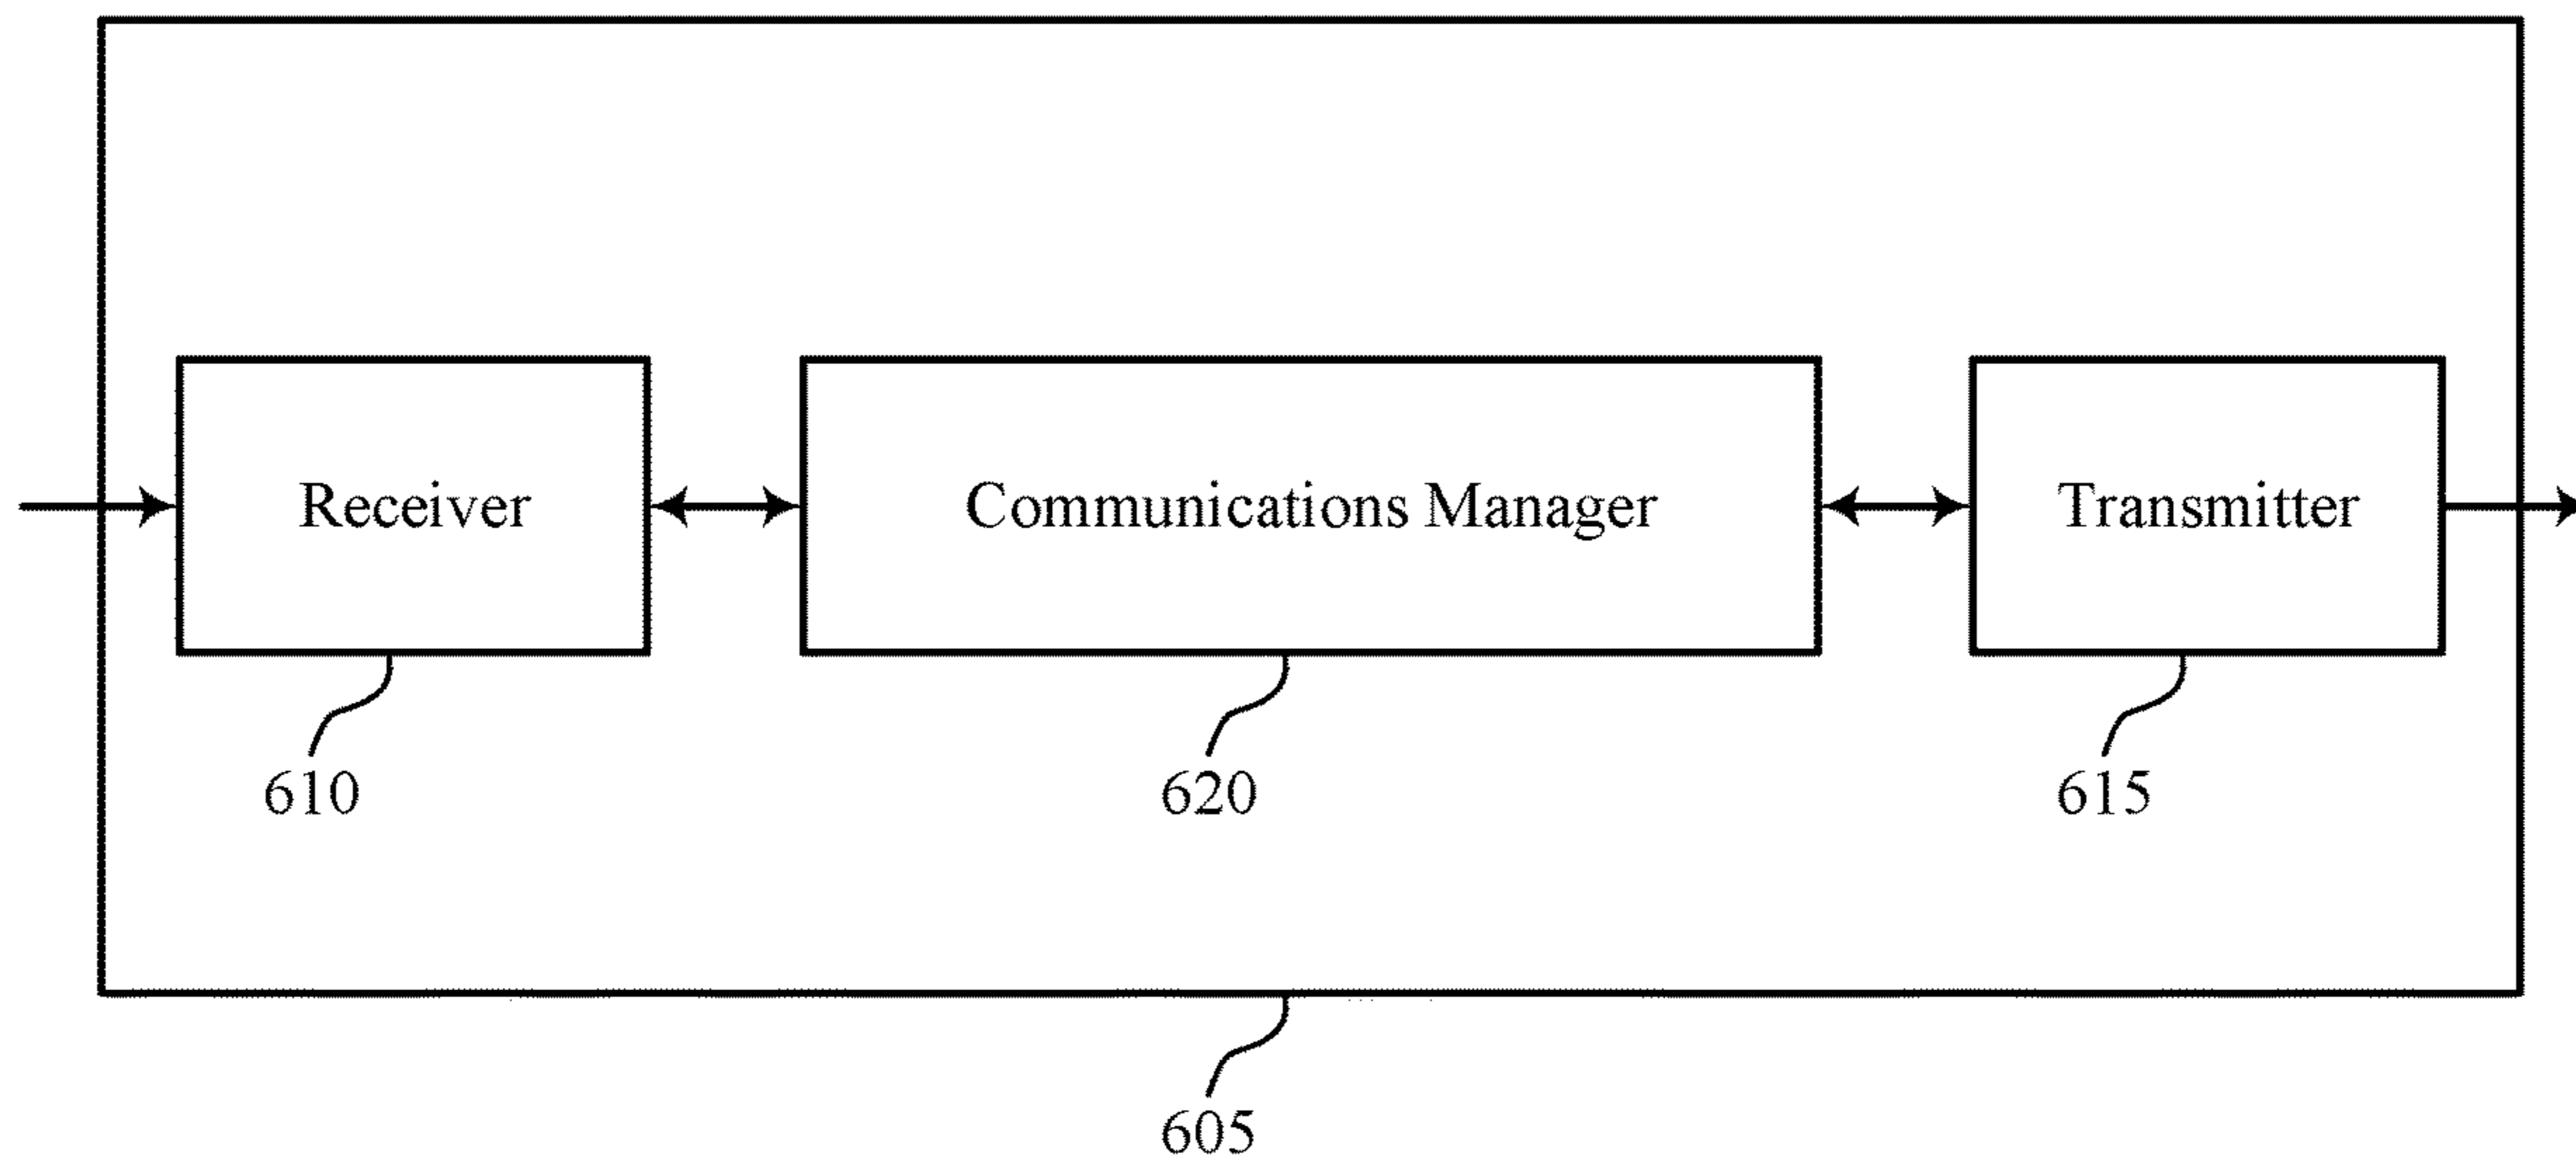 Receiver
Communications Manager
Transmitter
610
620
615
605